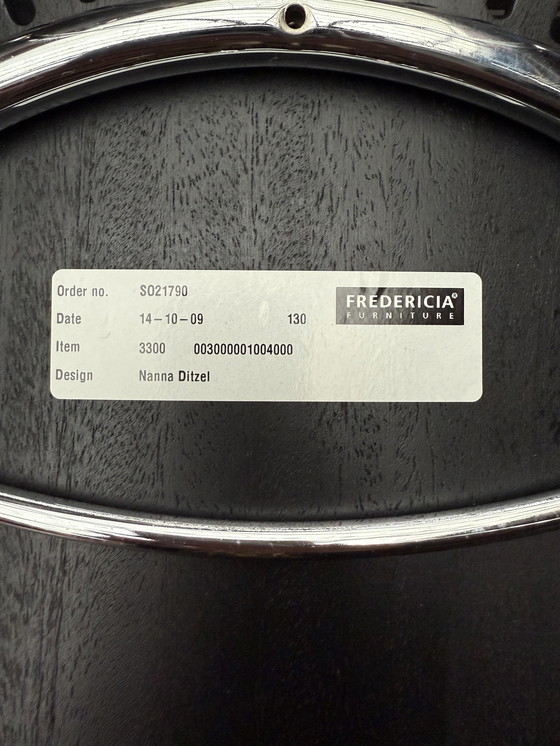 Order no. SO21790
Date 14-10-09 130
Item 3300 003000001004000
Design Nanna Ditzel
FREDERICIA®
FURNITURE